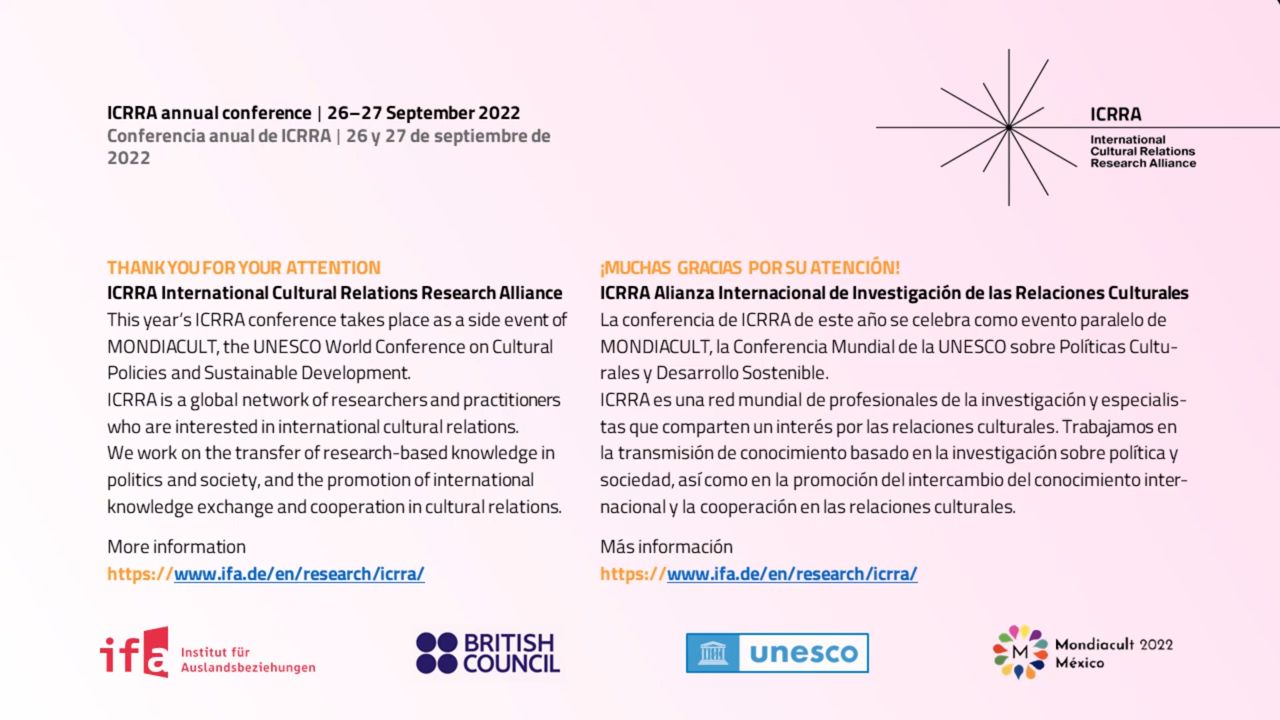 ICRRA annual conference | 26–27 September 2022
Conferencia anual de ICRRA | 26 y 27 de septiembre de
2022
ICRRA
International
Cultural Relations
Research Alliance
THANK YOU FOR YOUR ATTENTION
ICRRA International Cultural Relations Research Alliance
This year's ICRRA conference takes place as a side event of
MONDIACULT, the UNESCO World Conference on Cultural
Policies and Sustainable Development.
ICRRA is a global network of researchers and practitioners
who are interested in international cultural relations.
We work on the transfer of research-based knowledge in
politics and society, and the promotion of international
knowledge exchange and cooperation in cultural relations.
More information
https://www.ifa.de/en/research/icrra/
¡MUCHAS GRACIAS POR SU ATENCIÓN!
ICRRA Alianza Internacional de Investigación de las Relaciones Culturales
La conferencia de ICRRA de este año se celebra como evento paralelo de
MONDIACULT, la Conferencia Mundial de la UNESCO sobre Políticas Cultu-
rales y Desarrollo Sostenible.
ICRRA es una red mundial de profesionales de la investigación y especialis-
tas que comparten un interés por las relaciones culturales. Trabajamos en
la transmisión de conocimiento basado en la investigación sobre política y
sociedad, así como en la promoción del intercambio del conocimiento inter-
nacional y la cooperación en las relaciones culturales.
Más información
https://www.ifa.de/en/research/icrra/
ifa
Institut für
Auslandsbeziehungen
BRITISH
COUNCIL
unesco
M
Mondiacult 2022
México